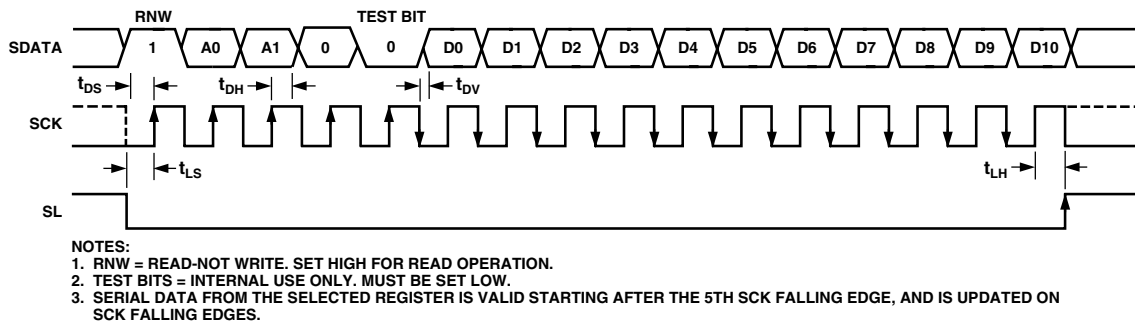 RNW TEST BIT
SDATA 1 A0 A1 0 0 D0 D1 D2 D3 D4 D5 D6 D7 D8 D9 D10
tDS tDH tDV
SCK
tLS tLH
SL
NOTES:
1. RNW = READ-NOT WRITE. SET HIGH FOR READ OPERATION.
2. TEST BITS = INTERNAL USE ONLY. MUST BE SET LOW.
3. SERIAL DATA FROM THE SELECTED REGISTER IS VALID STARTING AFTER THE 5TH SCK FALLING EDGE, AND IS UPDATED ON
SCK FALLING EDGES.